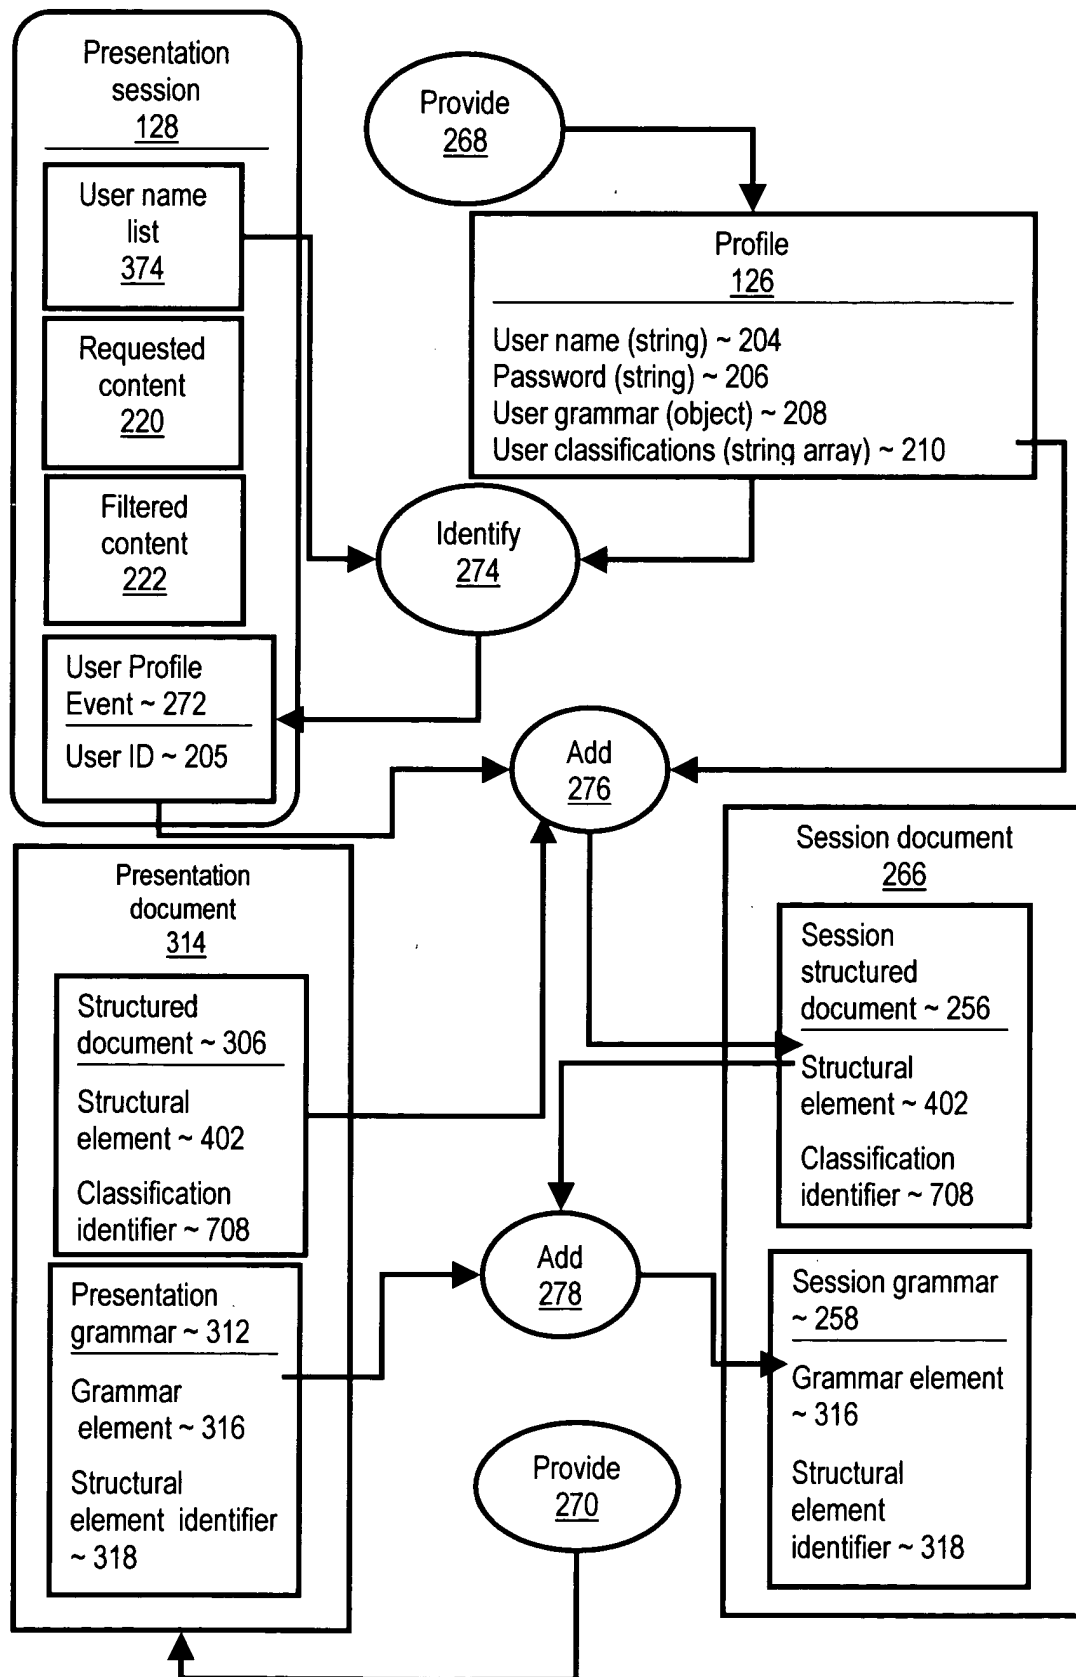 Presentation
session
128
User name
list
374
Requested
content
220
Filtered
content
222
User Profile
Event ~ 272
User ID ~ 205
Provide
268
Profile
126
User name (string) ~ 204
Password (string) ~ 206
User grammar (object) ~ 208
User classifications (string array) ~ 210
Identify
274
Add
276
Presentation
document
314
Structured
document ~ 306
Structural
element ~ 402
Classification
identifier ~ 708
Presentation
grammar ~ 312
Grammar
element ~ 316
Structural
element identifier
~ 318
Add
278
Provide
270
Session document
266
Session
structured
document ~ 256
Structural
element ~ 402
Classification
identifier ~ 708
Session grammar
~ 258
Grammar element
~ 316
Structural
element
identifier ~ 318